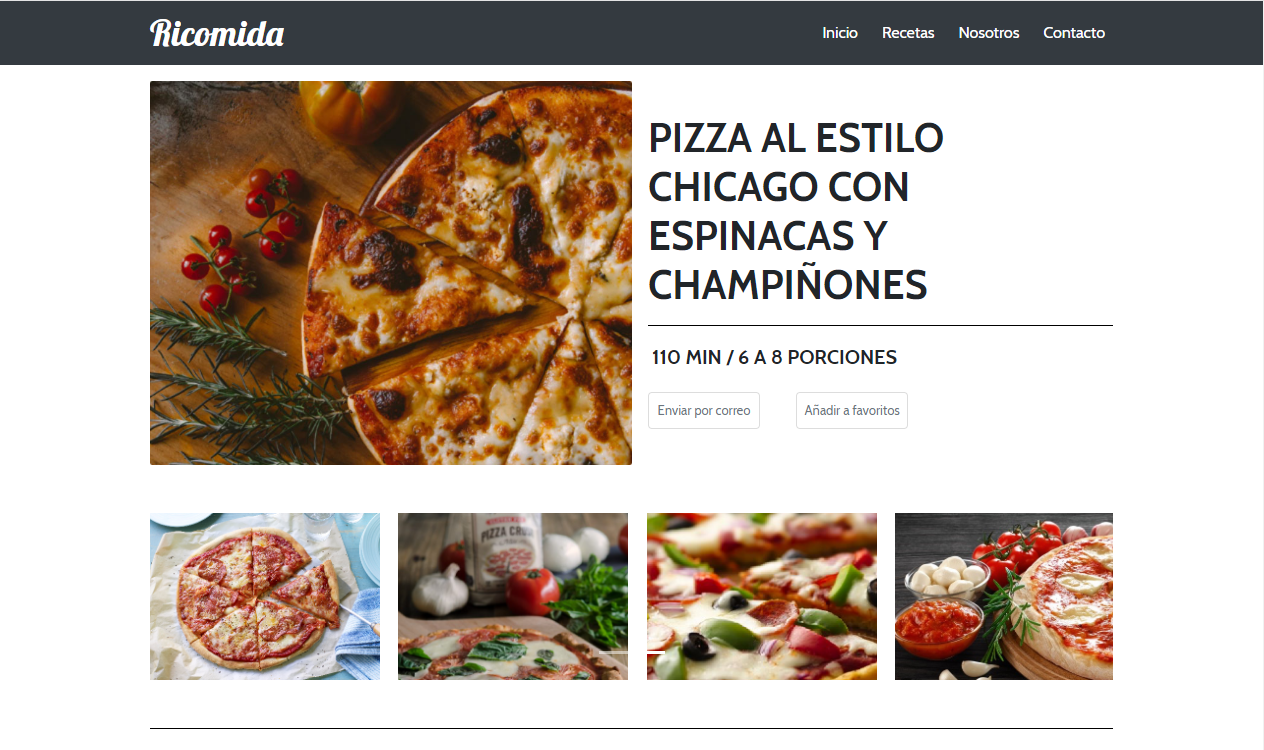 Ricomida
Inicio Recetas Nosotros Contacto
PIZZA AL ESTILO
CHICAGO CON
ESPINACAS Y
CHAMPIÑONES
110 MIN / 6 A 8 PORCIONES
Enviar por correo Añadir a favoritos
PIZZA